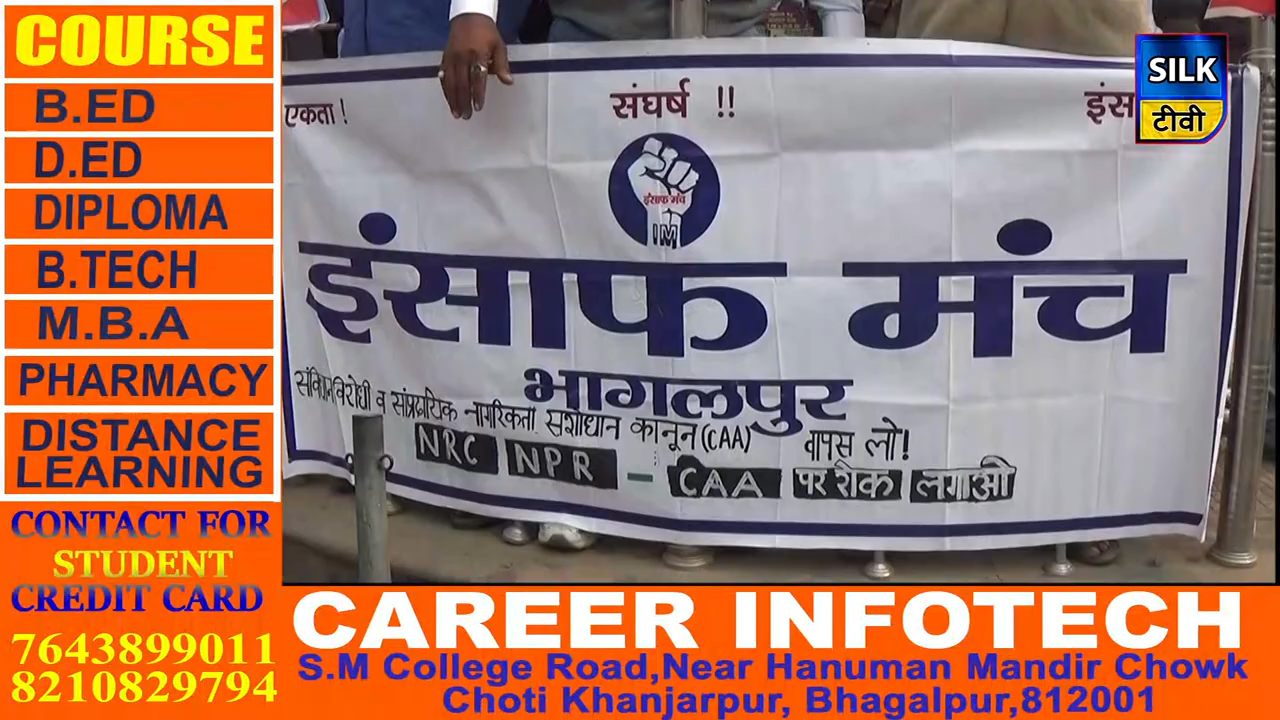 COURSE
B.ED
D.ED
DIPLOMA
B.TECH
M.B.A
PHARMACY
DISTANCE
LEARNING
CONTACT FOR
STUDENT
CREDIT CARD
7643899011
8210829794
SILK
टीवी
एकता ! संघर्ष !! इंस
इंसाफ मंच
IM
इंसाफ मंच
भागलपुर
संविधान विरोधी व सांप्रदायिक नागरिकता संशोधान कानून (CAA) वापस लो!
NRC NPR – CAA पर रोक लगाओ
CAREER INFOTECH
S.M College Road,Near Hanuman Mandir Chowk
Choti Khanjarpur, Bhagalpur,812001